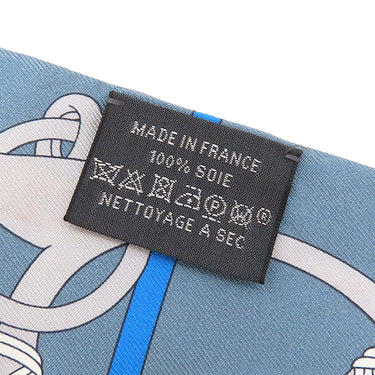 MADE IN FRANCE
100% SOIE
P ®
NETTOYAGE A SEC